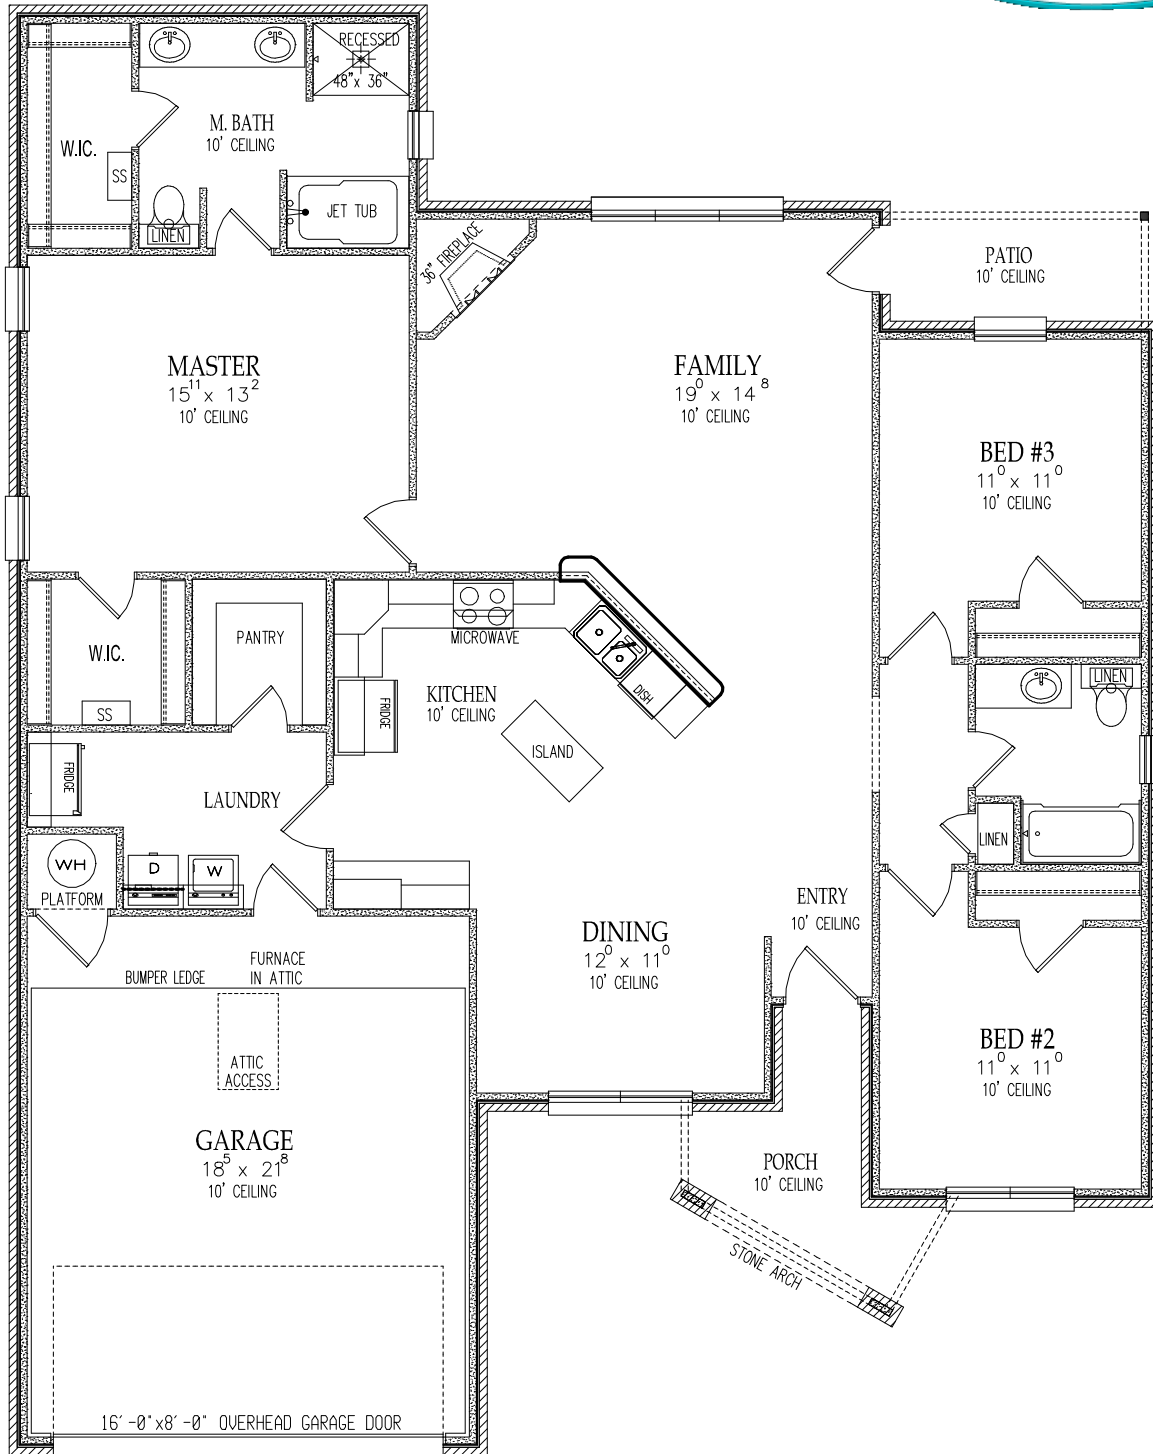 RECESSED
48"x 36"
M. BATH
10' CEILING
W.IC.
SS
JET TUB
LINEN
36" FIREPLACE
PATIO
10' CEILING
MASTER
15¹¹ x 13²
10' CEILING
FAMILY
19⁰ x 14⁸
10' CEILING
BED #3
11⁰ x 11⁰
10' CEILING
W.IC.
SS
PANTRY
MICROWAVE
KITCHEN
10' CEILING
FRIDGE
DISH
ISLAND
LINEN
FRIDGE
LAUNDRY
LINEN
WH
PLATFORM
D
W
ENTRY
10' CEILING
DINING
12⁰ x 11⁰
10' CEILING
BUMPER LEDGE
FURNACE
IN ATTIC
ATTIC
ACCESS
BED #2
11⁰ x 11⁰
10' CEILING
GARAGE
18⁵ x 21⁸
10' CEILING
PORCH
10' CEILING
STONE ARCH
16'-0"x8'-0" OVERHEAD GARAGE DOOR